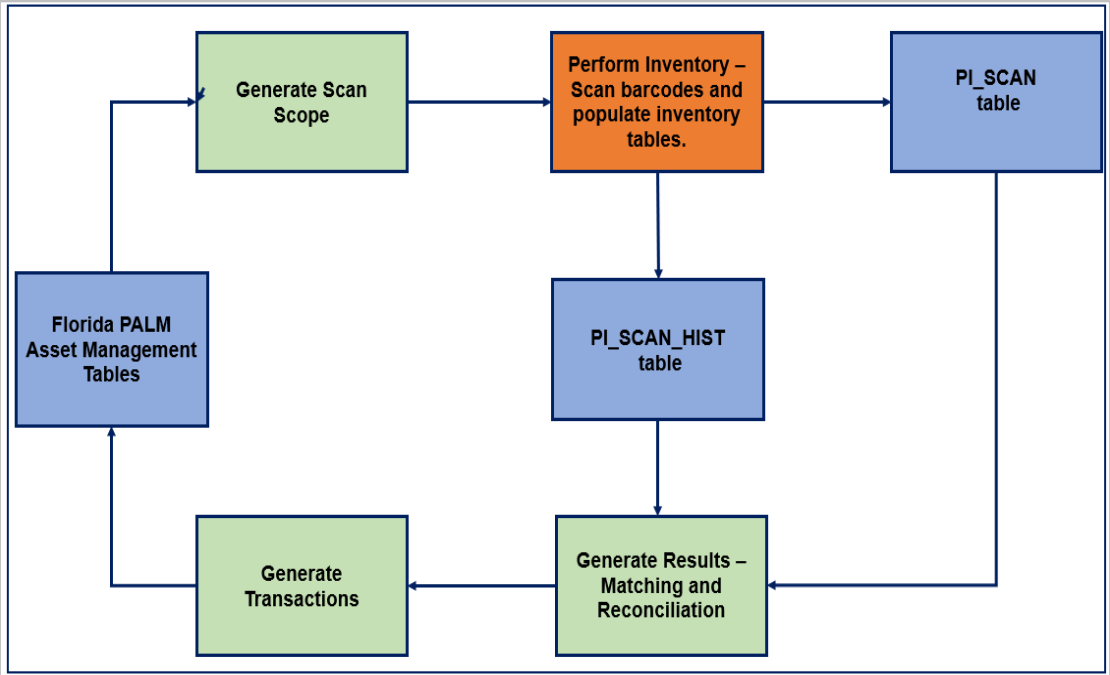 Generate Scan
Scope
Perform Inventory –
Scan barcodes and
populate inventory
tables.
PI_SCAN
table
Florida PALM
Asset Management
Tables
PI_SCAN_HIST
table
Generate
Transactions
Generate Results –
Matching and
Reconciliation